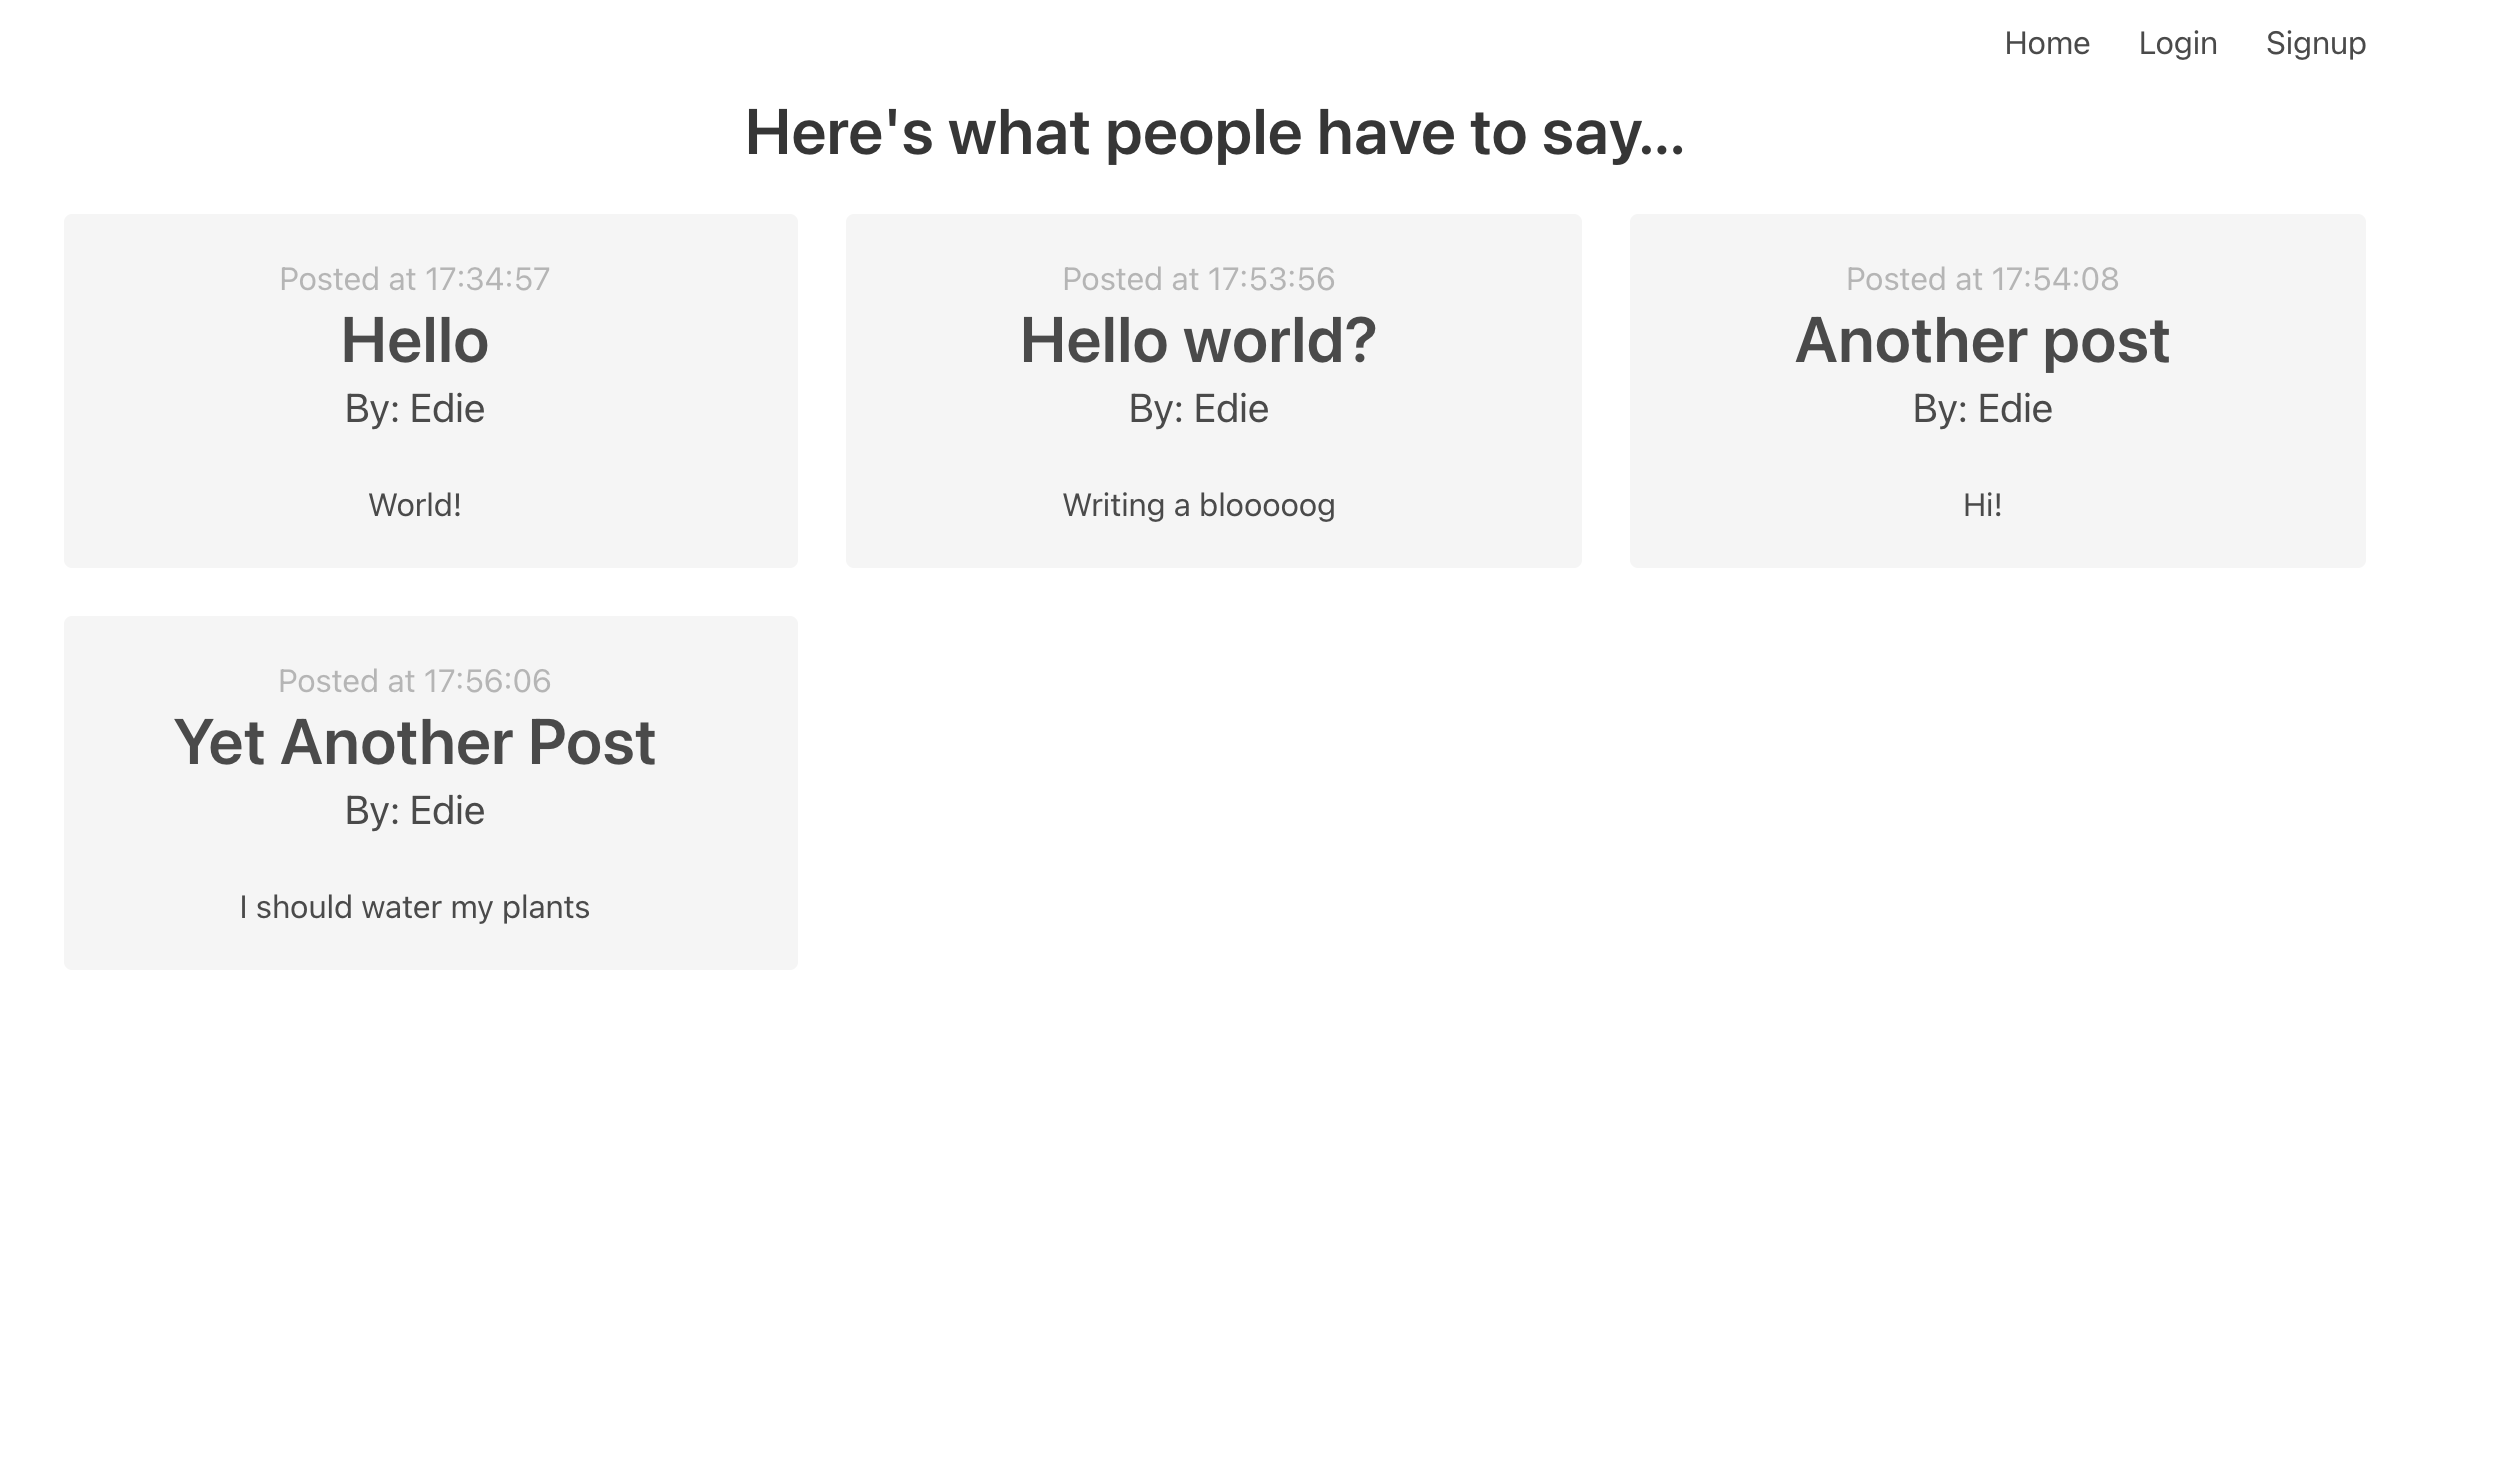 Home Login Signup
Here's what people have to say...
Posted at 17:34:57
Hello
By: Edie
World!
Posted at 17:53:56
Hello world?
By: Edie
Writing a blooooog
Posted at 17:54:08
Another post
By: Edie
Hi!
Posted at 17:56:06
Yet Another Post
By: Edie
I should water my plants